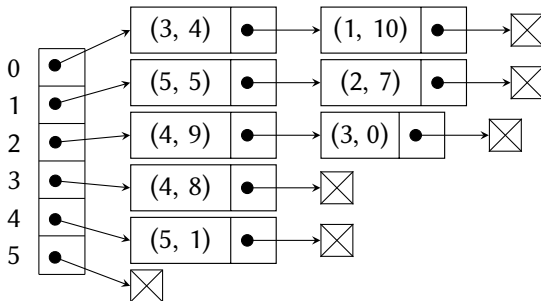 0 (3, 4) (1, 10)
1 (5, 5) (2, 7)
2 (4, 9) (3, 0)
3 (4, 8)
4 (5, 1)
5